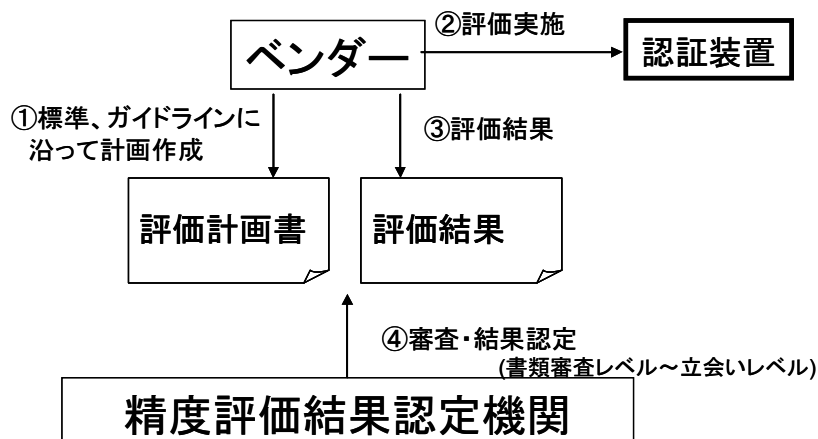 ②評価実施
ベンダー
認証装置
①標準、ガイドラインに
沿って計画作成
③評価結果
評価計画書
評価結果
④審査・結果認定
(書類審査レベル～立会いレベル)
精度評価結果認定機関